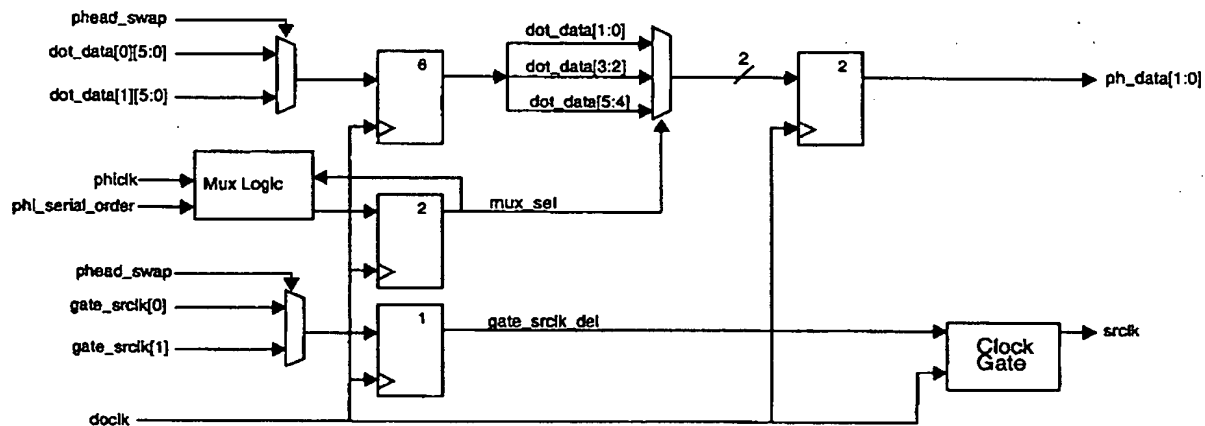 phead_swap
dot_data[0][5:0]
dot_data[1][5:0]
6
dot_data[1:0]
dot_data[3:2]
dot_data[5:4]
2
2
ph_data[1:0]
phiclk
phi_serial_order
Mux Logic
2
mux_sel
phead_swap
gate_srclk[0]
gate_srclk[1]
1
gate_srclk_del
Clock
Gate
srclk
doclk